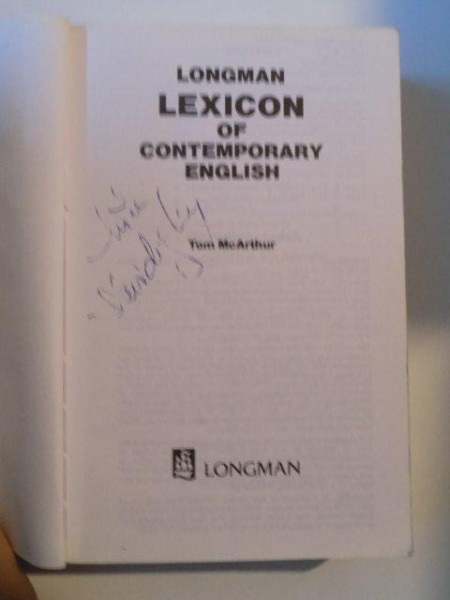 LONGMAN
LEXICON
OF
CONTEMPORARY
ENGLISH
Tom McArthur
LONGMAN